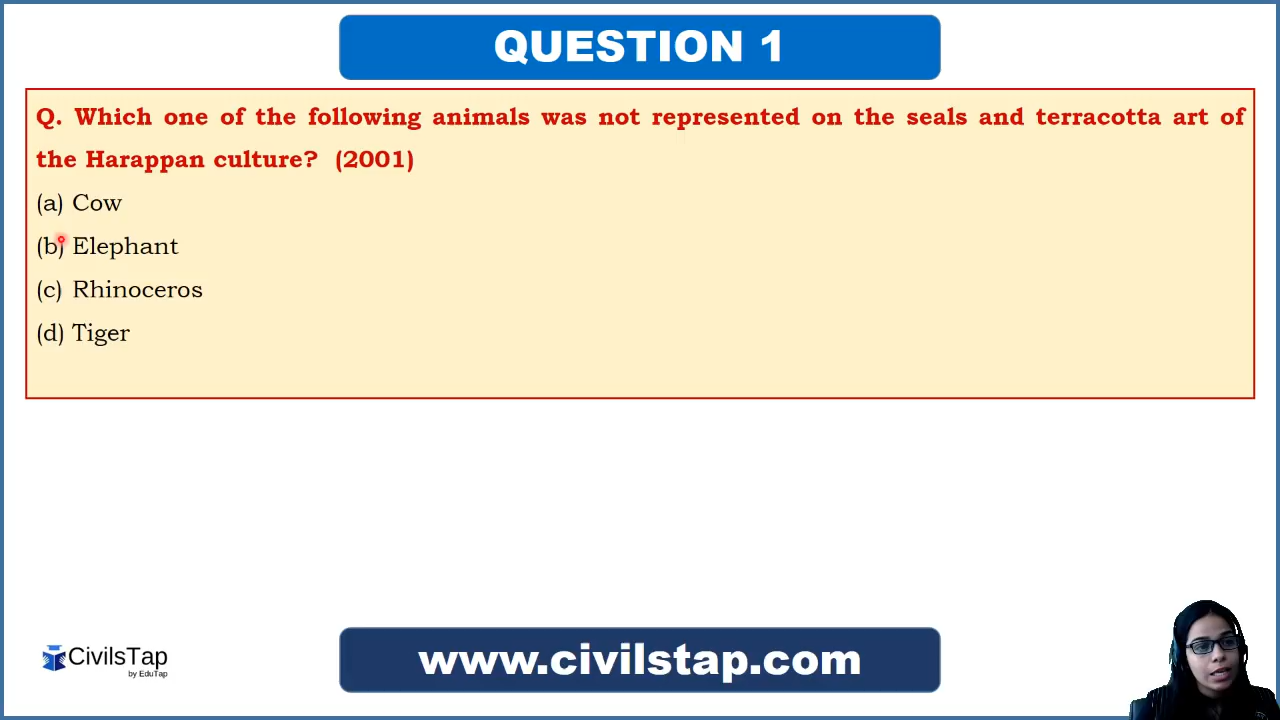 QUESTION 1
Q. Which one of the following animals was not represented on the seals and terracotta art of
the Harappan culture? (2001)
(a) Cow
(b) Elephant
(c) Rhinoceros
(d) Tiger
CivilsTap
by EduTap
www.civilstap.com